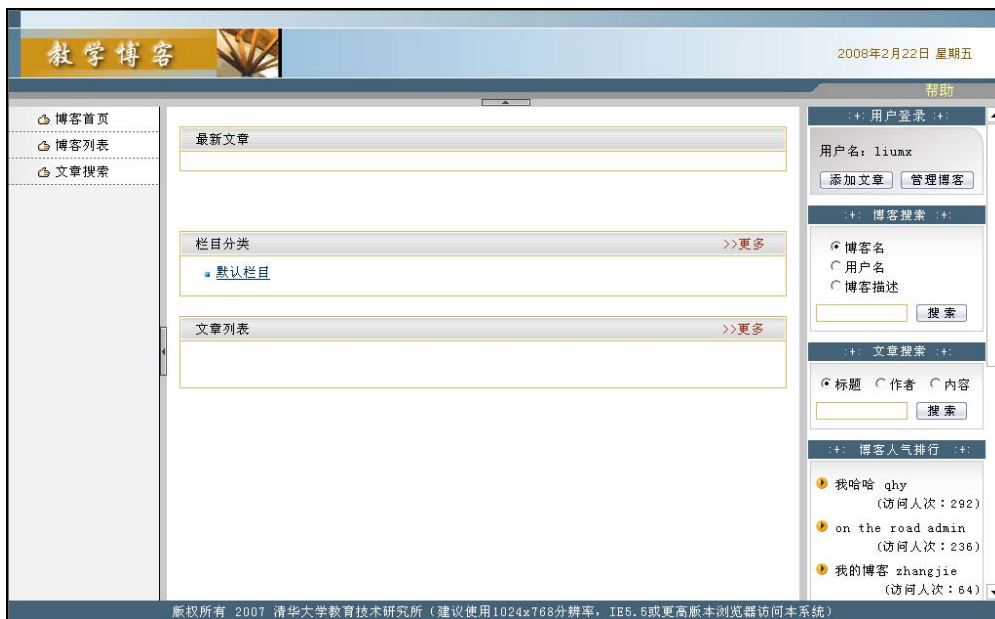 教学博客
2008年2月22日 星期五
帮助
博客首页
博客列表
文章搜索
最新文章
栏目分类 >>更多
默认栏目
文章列表 >>更多
:+: 用户登录 :+:
用户名: liumx
添加文章 管理博客
:+: 博客搜索 :+:
博客名
用户名
博客描述
搜索
:+: 文章搜索 :+:
标题 作者 内容
搜索
:+: 博客人气排行 :+:
我哈哈 qhy
(访问人次：292)
on the road admin
(访问人次：236)
我的博客 zhangjie
(访问人次：64)
版权所有 2007 清华大学教育技术研究所（建议使用1024x768分辨率，IE5.5或更高版本浏览器访问本系统）